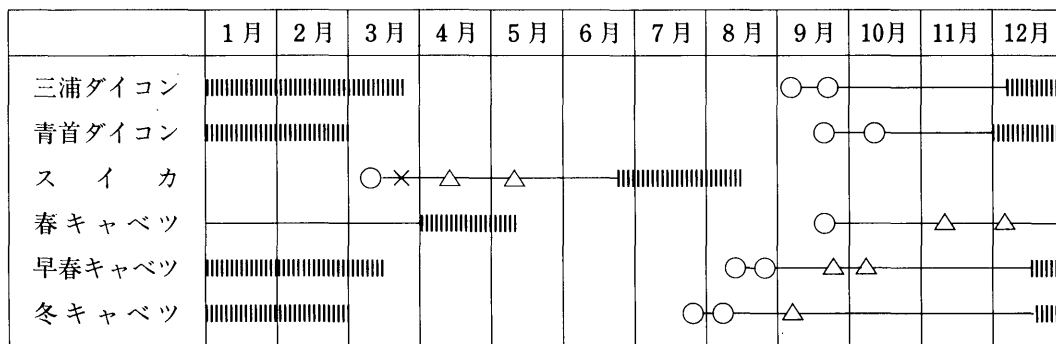 1月 2月 3月 4月 5月 6月 7月 8月 9月 10月 11月 12月
三浦ダイコン
青首ダイコン
スイカ
春キャベツ
早春キャベツ
冬キャベツ